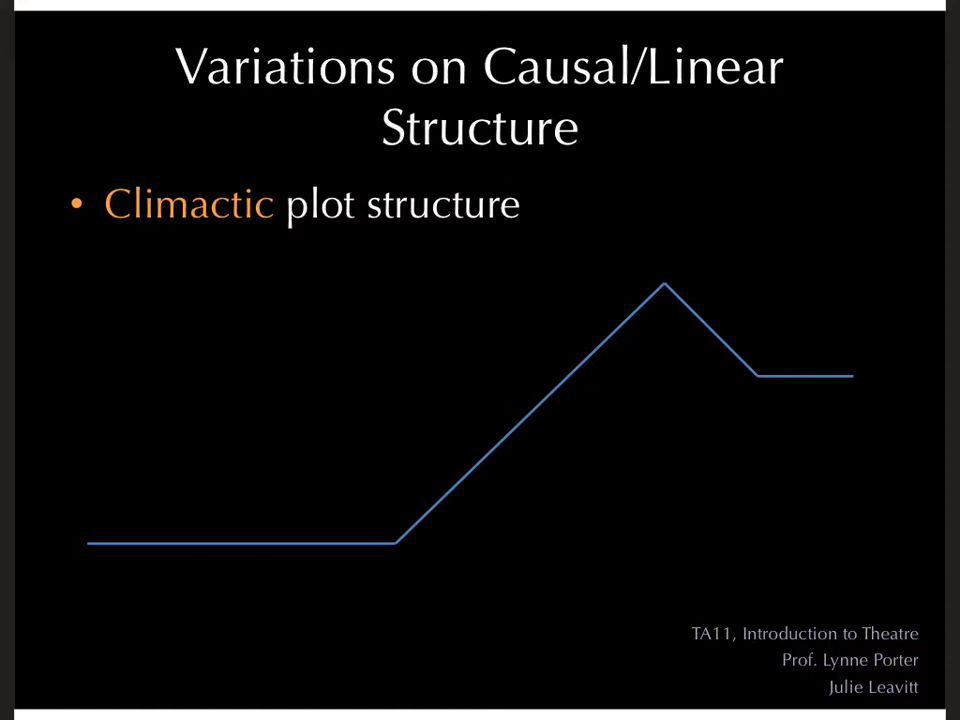 Variations on Causal/Linear
Structure
• Climactic plot structure
TA11, Introduction to Theatre
Prof. Lynne Porter
Julie Leavitt